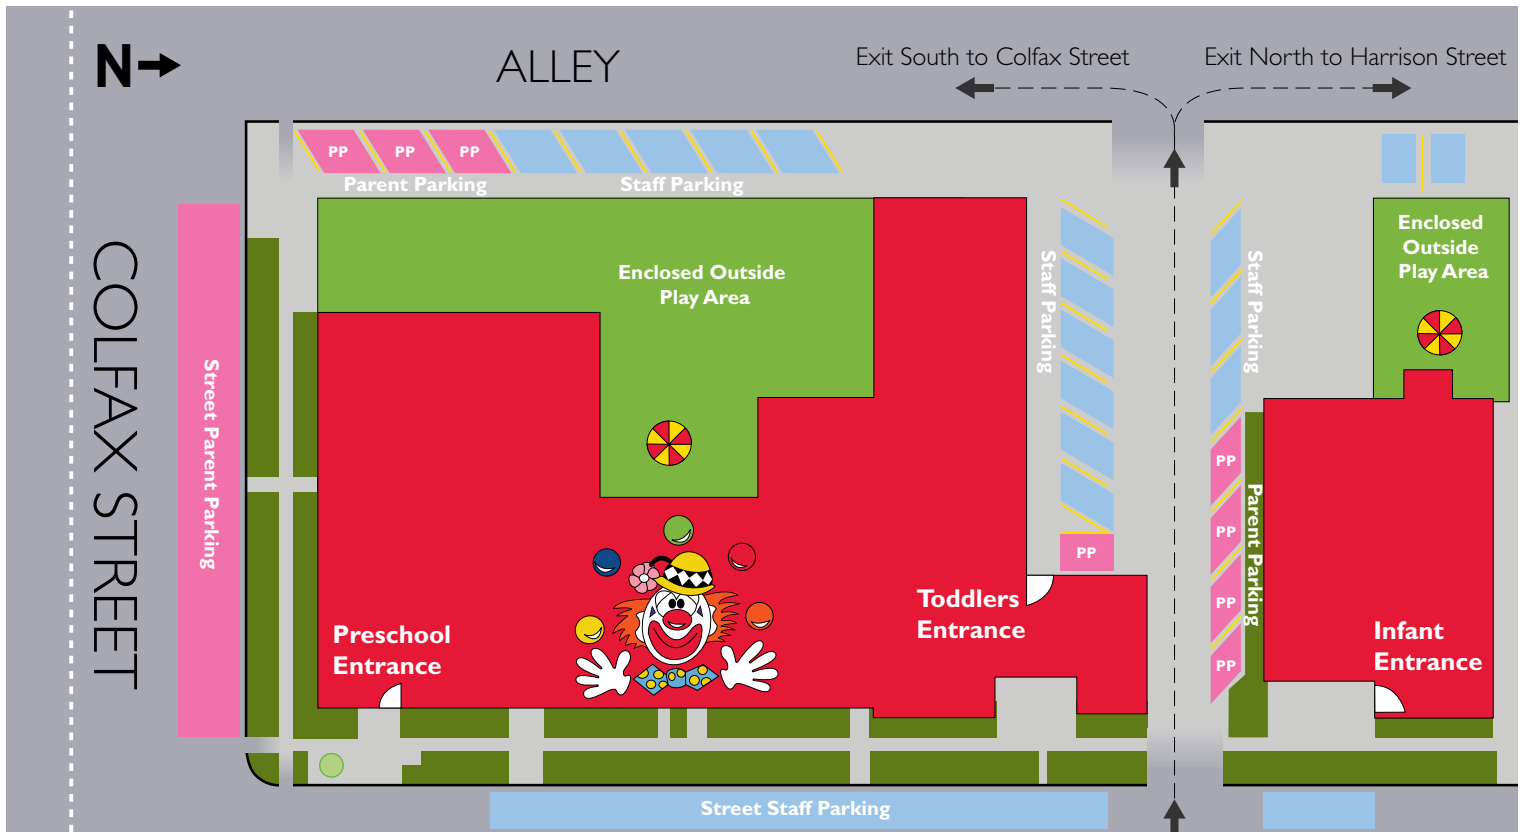 N
ALLEY
Exit South to Colfax Street
Exit North to Harrison Street
PP
PP
PP
Parent Parking
Staff Parking
COLFAX STREET
Street Parent Parking
Enclosed Outside
Play Area
Staff Parking
Staff Parking
Enclosed
Outside
Play Area
PP
PP
PP
PP
PP
Parent Parking
Preschool
Entrance
Toddlers
Entrance
Infant
Entrance
Street Staff Parking